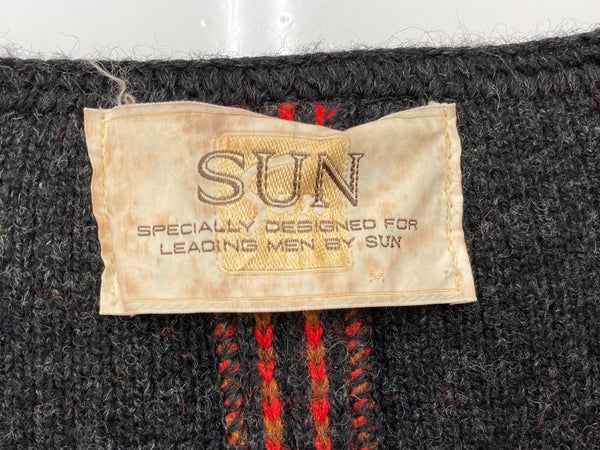 SUN
SPECIALLY DESIGNED FOR
LEADING MEN BY SUN